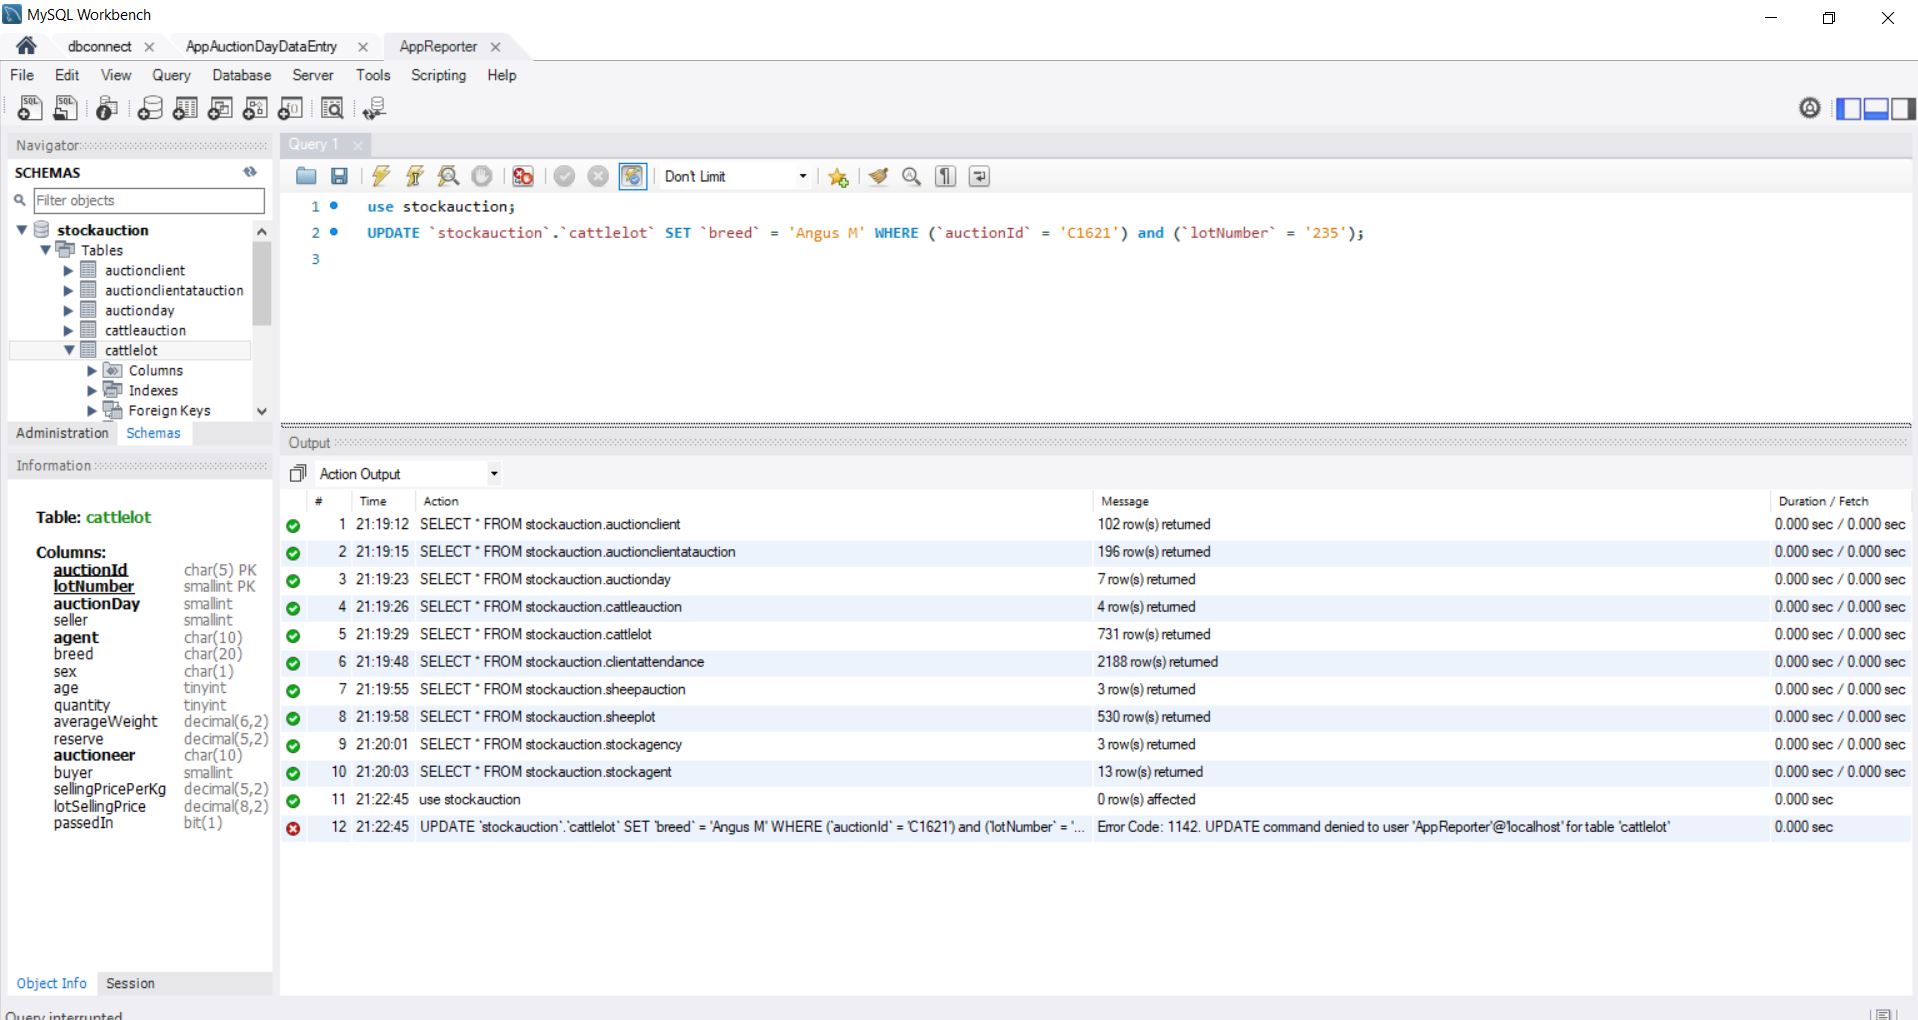 MySQL Workbench
dbconnect
AppAuctionDayDataEntry
AppReporter
File Edit View Query Database Server Tools Scripting Help
Navigator
SCHEMAS
Filter objects
stockauction
Tables
auctionclient
auctionclientatauction
auctionday
cattleauction
cattlelot
Columns
Indexes
Foreign Keys
Administration Schemas
Information
Table: cattlelot
Columns:
auctionId char(5) PK
lotNumber smallint PK
auctionDay smallint
seller smallint
agent char(10)
breed char(20)
sex char(1)
age tinyint
quantity tinyint
averageWeight decimal(6,2)
reserve decimal(5,2)
auctioneer char(10)
buyer smallint
sellingPricePerKg decimal(5,2)
lotSellingPrice decimal(8,2)
passedIn bit(1)
Object Info Session
Query interrupted
Query 1
Don't Limit
1 use stockauction;
2 UPDATE `stockauction`.`cattlelot` SET `breed` = 'Angus M' WHERE (`auctionId` = 'C1621') and (`lotNumber` = '235');
3
Output
Action Output
# Time Action Message Duration / Fetch
1 21:19:12 SELECT * FROM stockauction.auctionclient 102 row(s) returned 0.000 sec / 0.000 sec
2 21:19:15 SELECT * FROM stockauction.auctionclientatauction 196 row(s) returned 0.000 sec / 0.000 sec
3 21:19:23 SELECT * FROM stockauction.auctionday 7 row(s) returned 0.000 sec / 0.000 sec
4 21:19:26 SELECT * FROM stockauction.cattleauction 4 row(s) returned 0.000 sec / 0.000 sec
5 21:19:29 SELECT * FROM stockauction.cattlelot 731 row(s) returned 0.000 sec / 0.000 sec
6 21:19:48 SELECT * FROM stockauction.clientattendance 2188 row(s) returned 0.000 sec / 0.000 sec
7 21:19:55 SELECT * FROM stockauction.sheepauction 3 row(s) returned 0.000 sec / 0.000 sec
8 21:19:58 SELECT * FROM stockauction.sheeplot 530 row(s) returned 0.000 sec / 0.000 sec
9 21:20:01 SELECT * FROM stockauction.stockagency 3 row(s) returned 0.000 sec / 0.000 sec
10 21:20:03 SELECT * FROM stockauction.stockagent 13 row(s) returned 0.000 sec / 0.000 sec
11 21:22:45 use stockauction 0 row(s) affected 0.000 sec
12 21:22:45 UPDATE `stockauction`.`cattlelot` SET `breed` = 'Angus M' WHERE (`auctionId` = 'C1621') and (`lotNumber` = '... Error Code: 1142. UPDATE command denied to user 'AppReporter'@'localhost' for table 'cattlelot' 0.000 sec